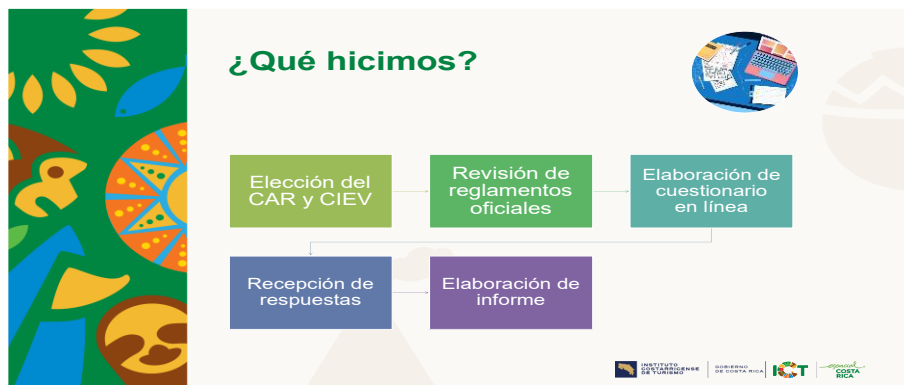 ¿Qué hicimos?
Elección del
CAR y CIEV
Revisión de
reglamentos
oficiales
Elaboración de
cuestionario
en línea
Recepción de
respuestas
Elaboración de
informe
INSTITUTO
COSTARRICENSE
DE TURISMO
GOBIERNO
DE COSTA RICA
ICT
esencial
COSTA
RICA